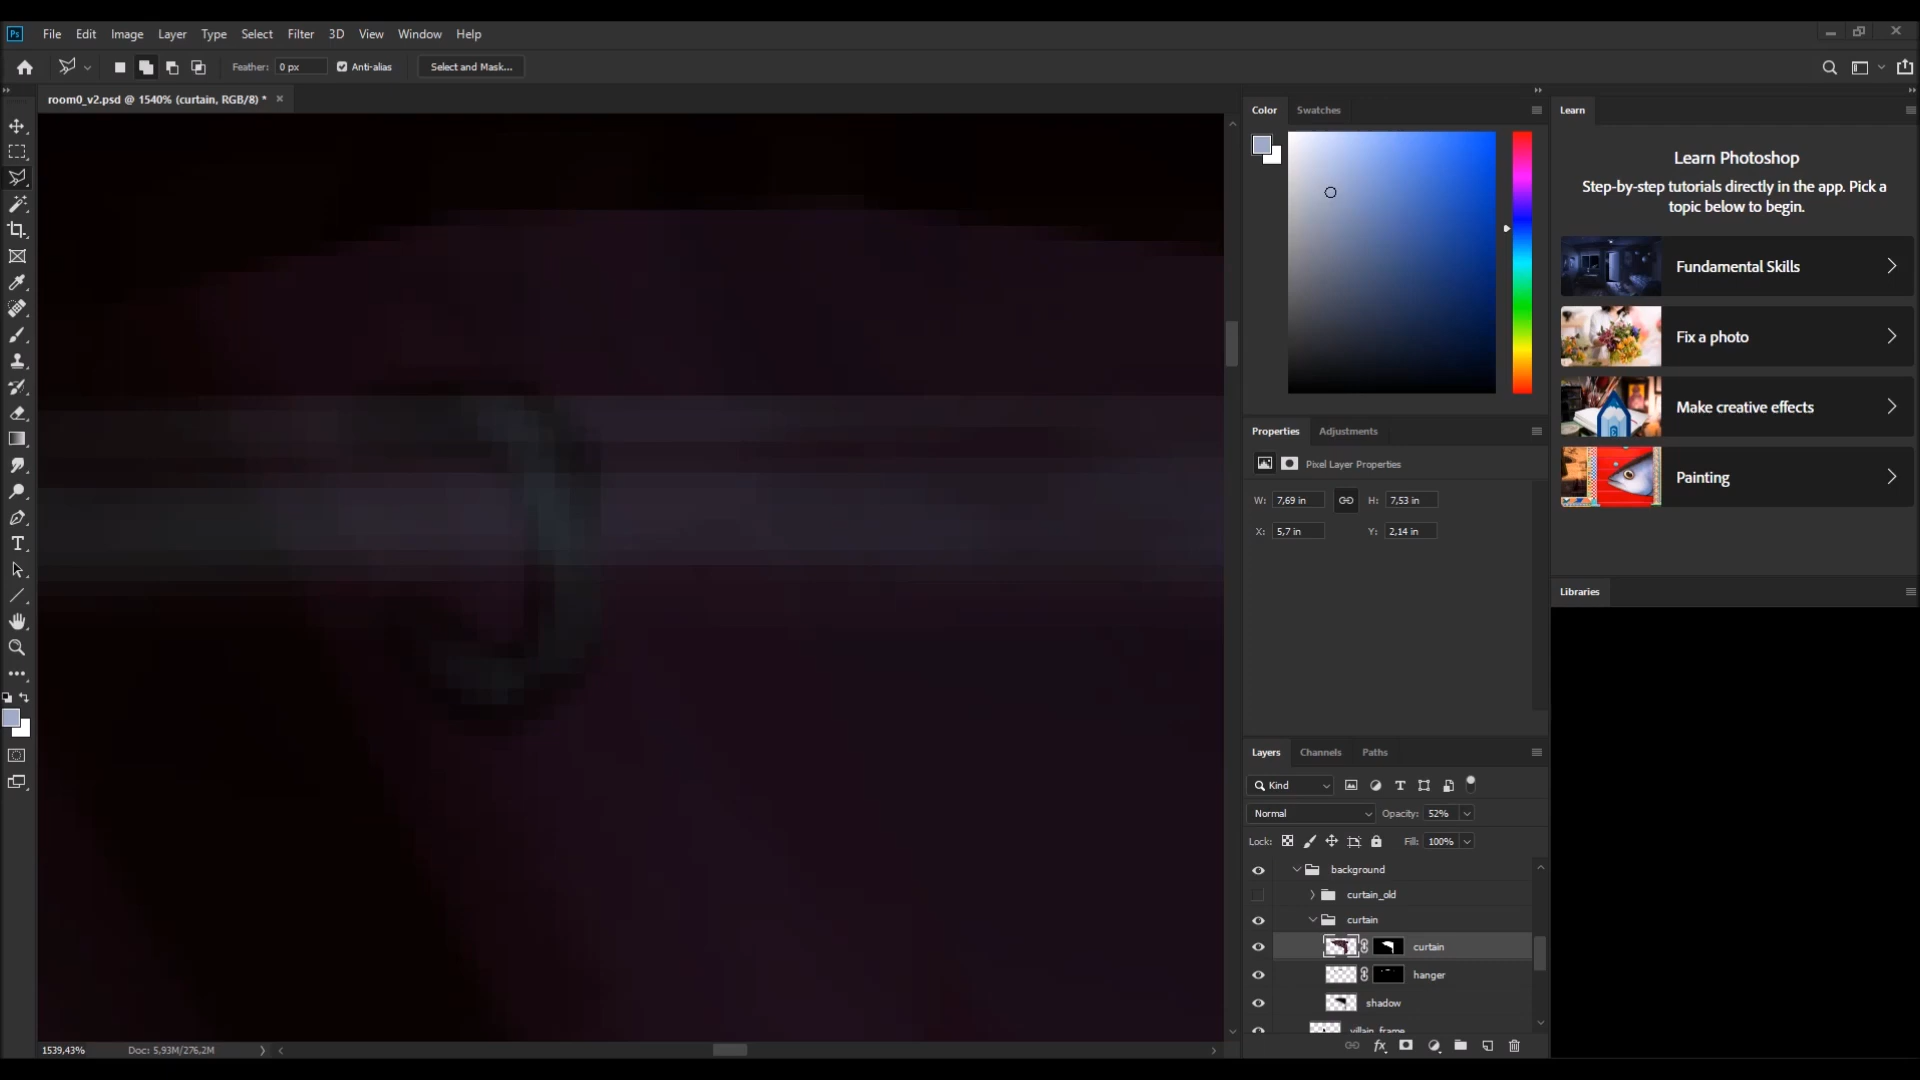 Ps File Edit Image Layer Type Select Filter 3D View Window Help
Feather: 0 px Anti-alias Select and Mask...
room0_v2.psd @ 1540% (curtain, RGB/8) * ×
Color Swatches
Learn
Learn Photoshop
Step-by-step tutorials directly in the app. Pick a
topic below to begin.
Fundamental Skills
Fix a photo
Make creative effects
Painting
Properties Adjustments
Pixel Layer Properties
W: 7,69 in H: 7,53 in
X: 5,7 in Y: 2,14 in
Libraries
Layers Channels Paths
Kind
Normal Opacity: 52%
Lock: Fill: 100%
background
curtain_old
curtain
curtain
hanger
shadow
villain_frame
1539,43% Doc: 5,93M/276,2M